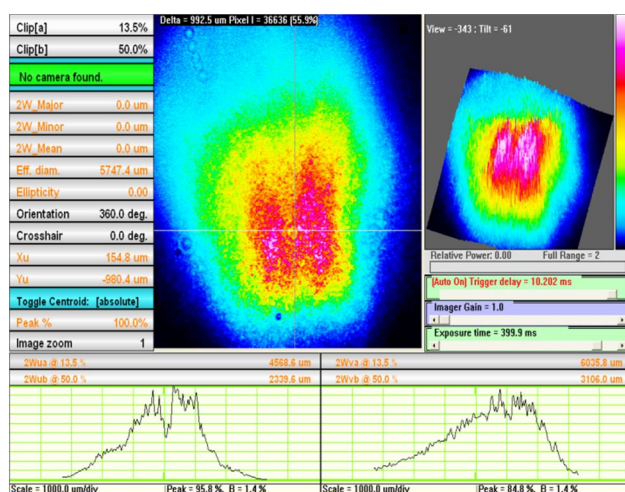 Clip[a] 13.5%
Clip[b] 50.0%
No camera found.
2W_Major 0.0 um
2W_Minor 0.0 um
2W_Mean 0.0 um
Eff. diam. 5747.4 um
Ellipticity 0.00
Orientation 360.0 deg.
Crosshair 0.0 deg.
Xu 154.8 um
Yu -980.4 um
Toggle Centroid: [absolute]
Peak % 100.0%
Image zoom 1
Delta = 992.5 um Pixel I = 36636 (55.9%)
View = -343 : Tilt = -61
Relative Power: 0.00 Full Range = 2
(Auto On) Trigger delay = 10.202 ms
Imager Gain = 1.0
Exposure time = 399.9 ms
2Wua @ 13.5 % 4568.6 um
2Wub @ 50.0 % 2339.6 um
2Wva @ 13.5 % 6035.8 um
2Wvb @ 50.0 % 3106.0 um
Scale = 1000.0 um/div Peak = 95.8 %, B = 1.4 %
Scale = 1000.0 um/div Peak = 84.8 %, B = 1.4 %